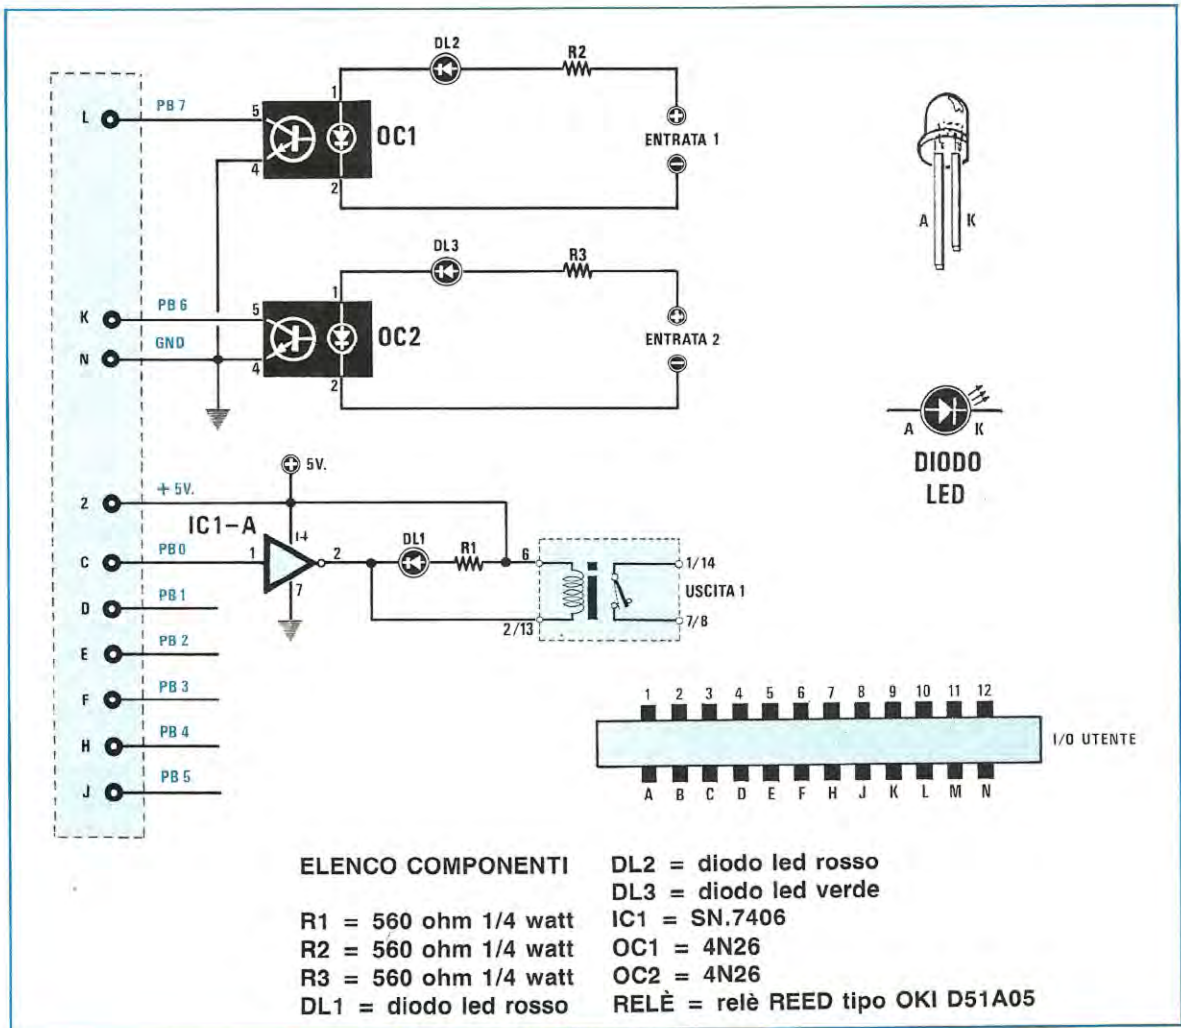 DL2
R2
L
PB 7
5
1
OC1
4
2
ENTRATA 1
A
K
DL3
R3
K
PB 6
5
1
OC2
N
GND
4
2
ENTRATA 2
A
K
DIODO
LED
5V.
2
+ 5V.
IC1-A
14
C
PB0
1
2
7
DL1
R1
6
1/14
USCITA 1
2/13
7/8
D
PB 1
E
PB 2
F
PB 3
H
PB 4
J
PB 5
1 2 3 4 5 6 7 8 9 10 11 12
I/O UTENTE
A B C D E F H J K L M N
ELENCO COMPONENTI
R1 = 560 ohm 1/4 watt
R2 = 560 ohm 1/4 watt
R3 = 560 ohm 1/4 watt
DL1 = diodo led rosso
DL2 = diodo led rosso
DL3 = diodo led verde
IC1 = SN.7406
OC1 = 4N26
OC2 = 4N26
RELÈ = relè REED tipo OKI D51A05